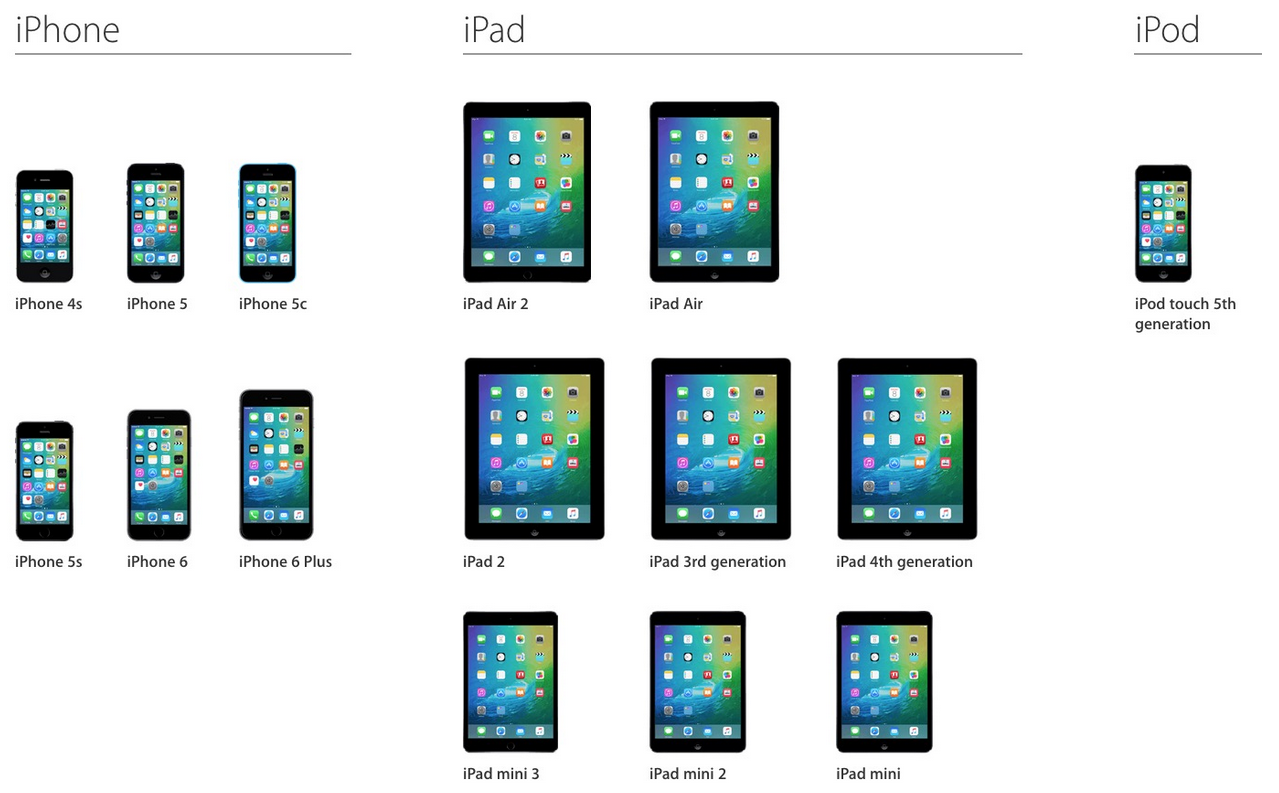 iPhone
iPad
iPod
iPhone 4s
iPhone 5
iPhone 5c
iPad Air 2
iPad Air
iPod touch 5th
generation
iPhone 5s
iPhone 6
iPhone 6 Plus
iPad 2
iPad 3rd generation
iPad 4th generation
iPad mini 3
iPad mini 2
iPad mini